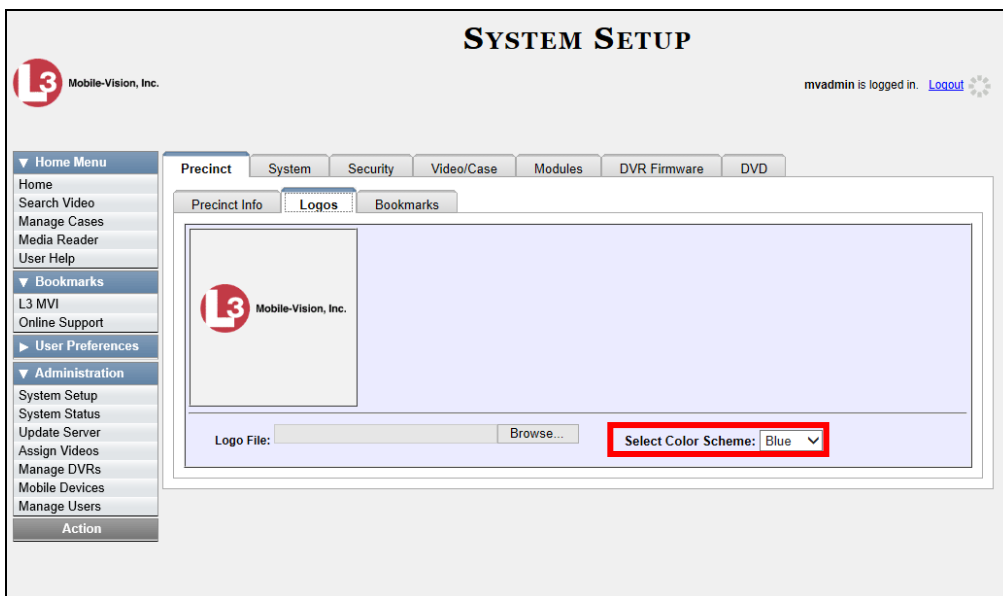 SYSTEM SETUP
L3 Mobile-Vision, Inc.
mvadmin is logged in. Logout
▼ Home Menu
Home
Search Video
Manage Cases
Media Reader
User Help
▼ Bookmarks
L3 MVI
Online Support
► User Preferences
▼ Administration
System Setup
System Status
Update Server
Assign Videos
Manage DVRs
Mobile Devices
Manage Users
Action
Precinct System Security Video/Case Modules DVR Firmware DVD
Precinct Info Logos Bookmarks
L3 Mobile-Vision, Inc.
Logo File: Browse... Select Color Scheme: Blue